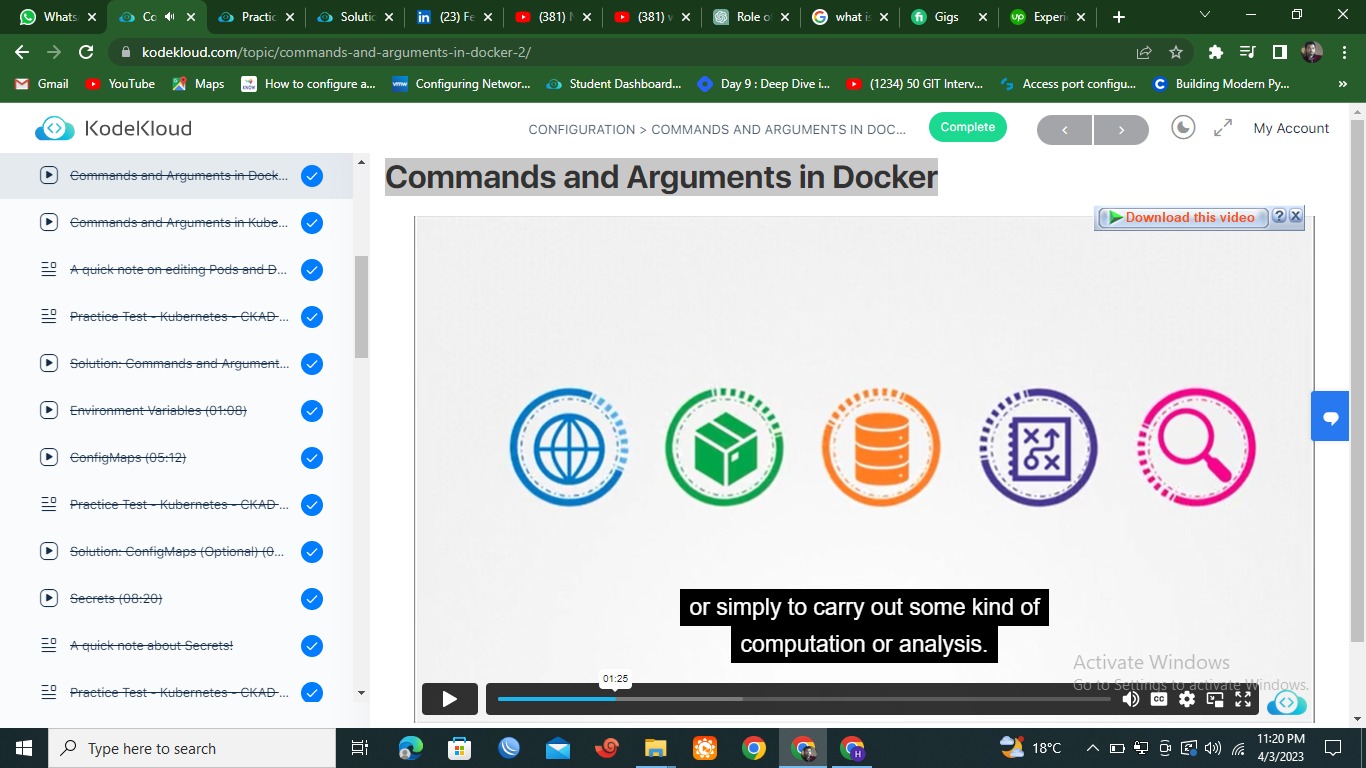 Whats
Co
Practic
Solutic
(23) Fe
(381) N
(381) v
Role o
what is
Gigs
Experi
kodekloud.com/topic/commands-and-arguments-in-docker-2/
Gmail
YouTube
Maps
How to configure a...
Configuring Networ...
Student Dashboard...
Day 9 : Deep Dive i...
(1234) 50 GIT Interv...
Access port configu...
Building Modern Py...
»
KodeKloud
CONFIGURATION > COMMANDS AND ARGUMENTS IN DOC...
Complete
My Account
Commands and Arguments in Dock...
Commands and Arguments in Kube...
A quick note on editing Pods and D...
Practice Test - Kubernetes - CKAD ...
Solution: Commands and Argument...
Environment Variables (01:08)
ConfigMaps (05:12)
Practice Test - Kubernetes - CKAD ...
Solution: ConfigMaps (Optional) (0...
Secrets (08:20)
A quick note about Secrets!
Practice Test - Kubernetes - CKAD ...
Commands and Arguments in Docker
Download this video
or simply to carry out some kind of
computation or analysis.
01:25
Activate Windows
Go to Settings to activate Windows.
Type here to search
18°C
11:20 PM
4/3/2023